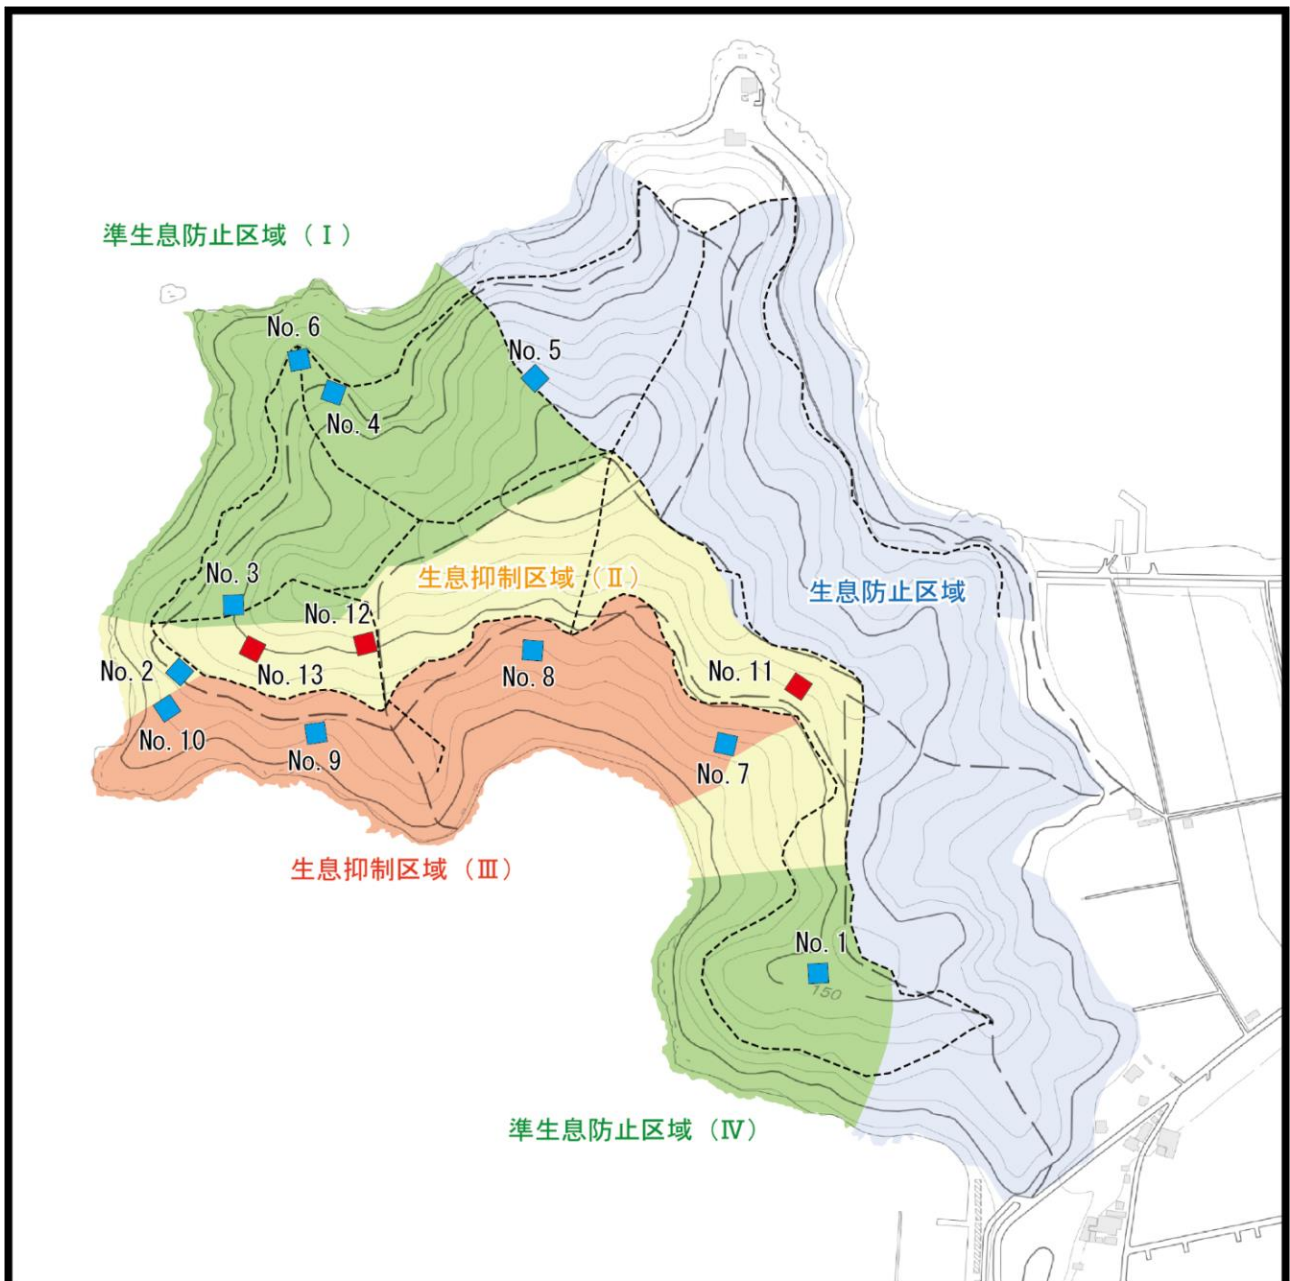 準生息防止区域（Ⅰ）
No. 6
No. 5
No. 4
No. 3
生息抑制区域（Ⅱ）
生息防止区域
No. 12
No. 2
No. 13
No. 8
No. 11
No. 10
No. 9
No. 7
生息抑制区域（Ⅲ）
No. 1
150
準生息防止区域（Ⅳ）